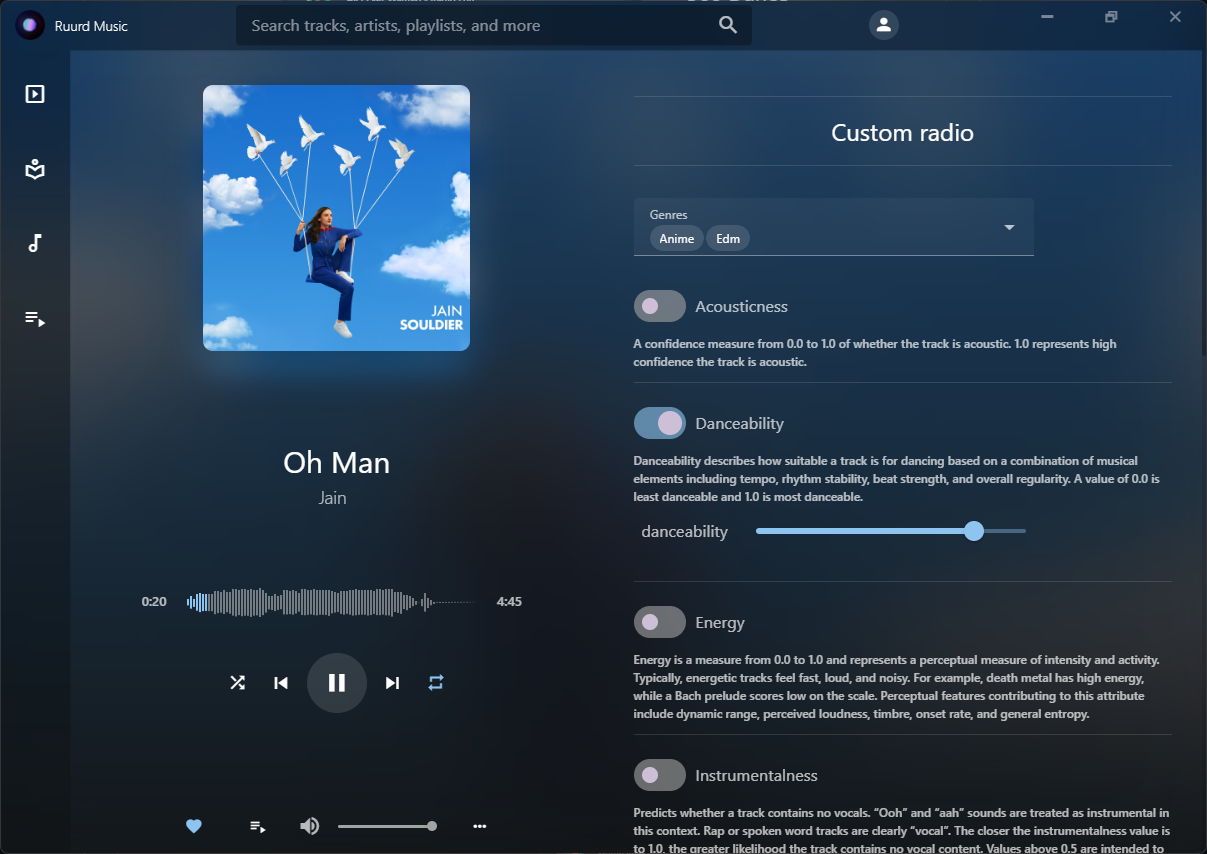 Ruurd Music
Search tracks, artists, playlists, and more
JAIN
SOULDIER
Oh Man
Jain
0:20
4:45
Custom radio
Genres
Anime Edm
Acousticness
A confidence measure from 0.0 to 1.0 of whether the track is acoustic. 1.0 represents high
confidence the track is acoustic.
Danceability
Danceability describes how suitable a track is for dancing based on a combination of musical
elements including tempo, rhythm stability, beat strength, and overall regularity. A value of 0.0 is
least danceable and 1.0 is most danceable.
danceability
Energy
Energy is a measure from 0.0 to 1.0 and represents a perceptual measure of intensity and activity.
Typically, energetic tracks feel fast, loud, and noisy. For example, death metal has high energy,
while a Bach prelude scores low on the scale. Perceptual features contributing to this attribute
include dynamic range, perceived loudness, timbre, onset rate, and general entropy.
Instrumentalness
Predicts whether a track contains no vocals. “Ooh” and “aah” sounds are treated as instrumental in
this context. Rap or spoken word tracks are clearly “vocal”. The closer the instrumentalness value is
to 1.0, the greater likelihood the track contains no vocal content. Values above 0.5 are intended to